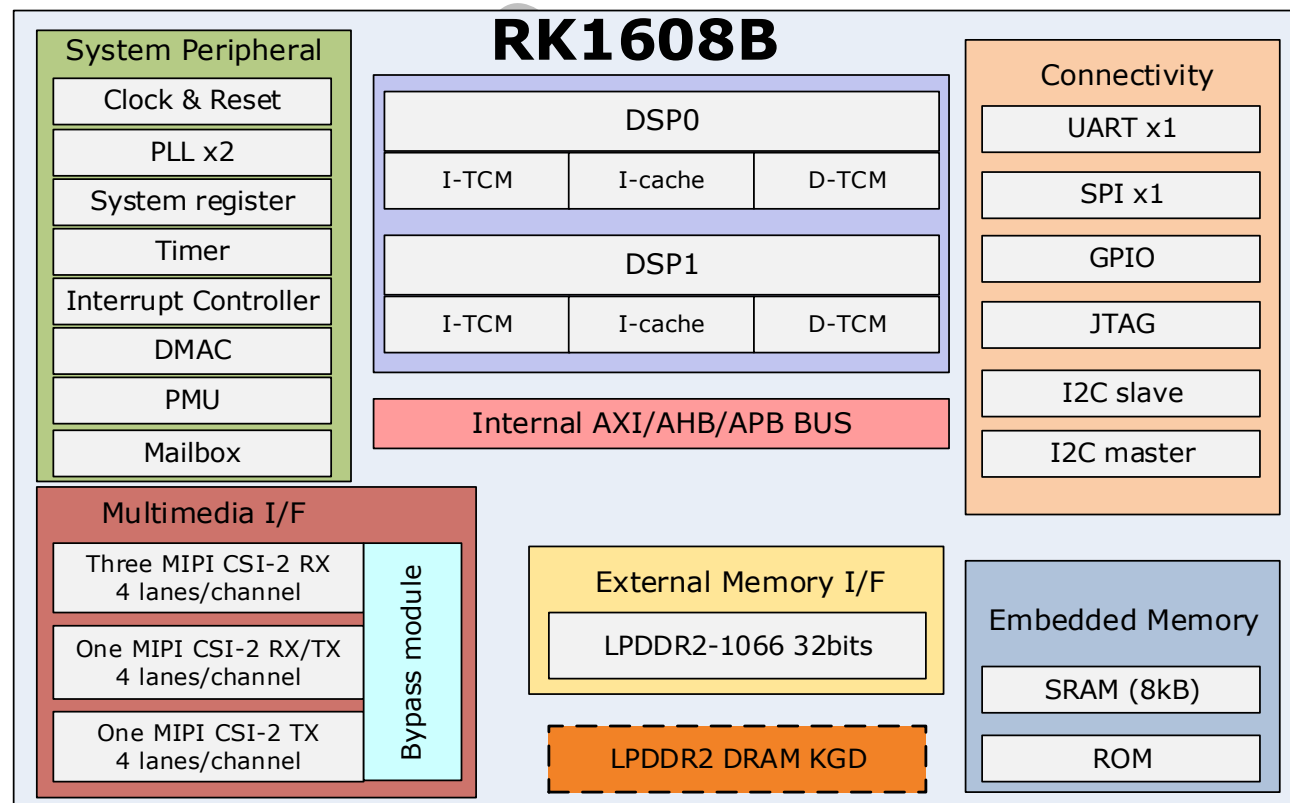 RK1608B
System Peripheral
Clock & Reset
PLL x2
System register
Timer
Interrupt Controller
DMAC
PMU
Mailbox
DSP0
I-TCM
I-cache
D-TCM
DSP1
I-TCM
I-cache
D-TCM
Internal AXI/AHB/APB BUS
Connectivity
UART x1
SPI x1
GPIO
JTAG
I2C slave
I2C master
Multimedia I/F
Three MIPI CSI-2 RX
4 lanes/channel
One MIPI CSI-2 RX/TX
4 lanes/channel
One MIPI CSI-2 TX
4 lanes/channel
Bypass module
External Memory I/F
LPDDR2-1066 32bits
LPDDR2 DRAM KGD
Embedded Memory
SRAM (8kB)
ROM